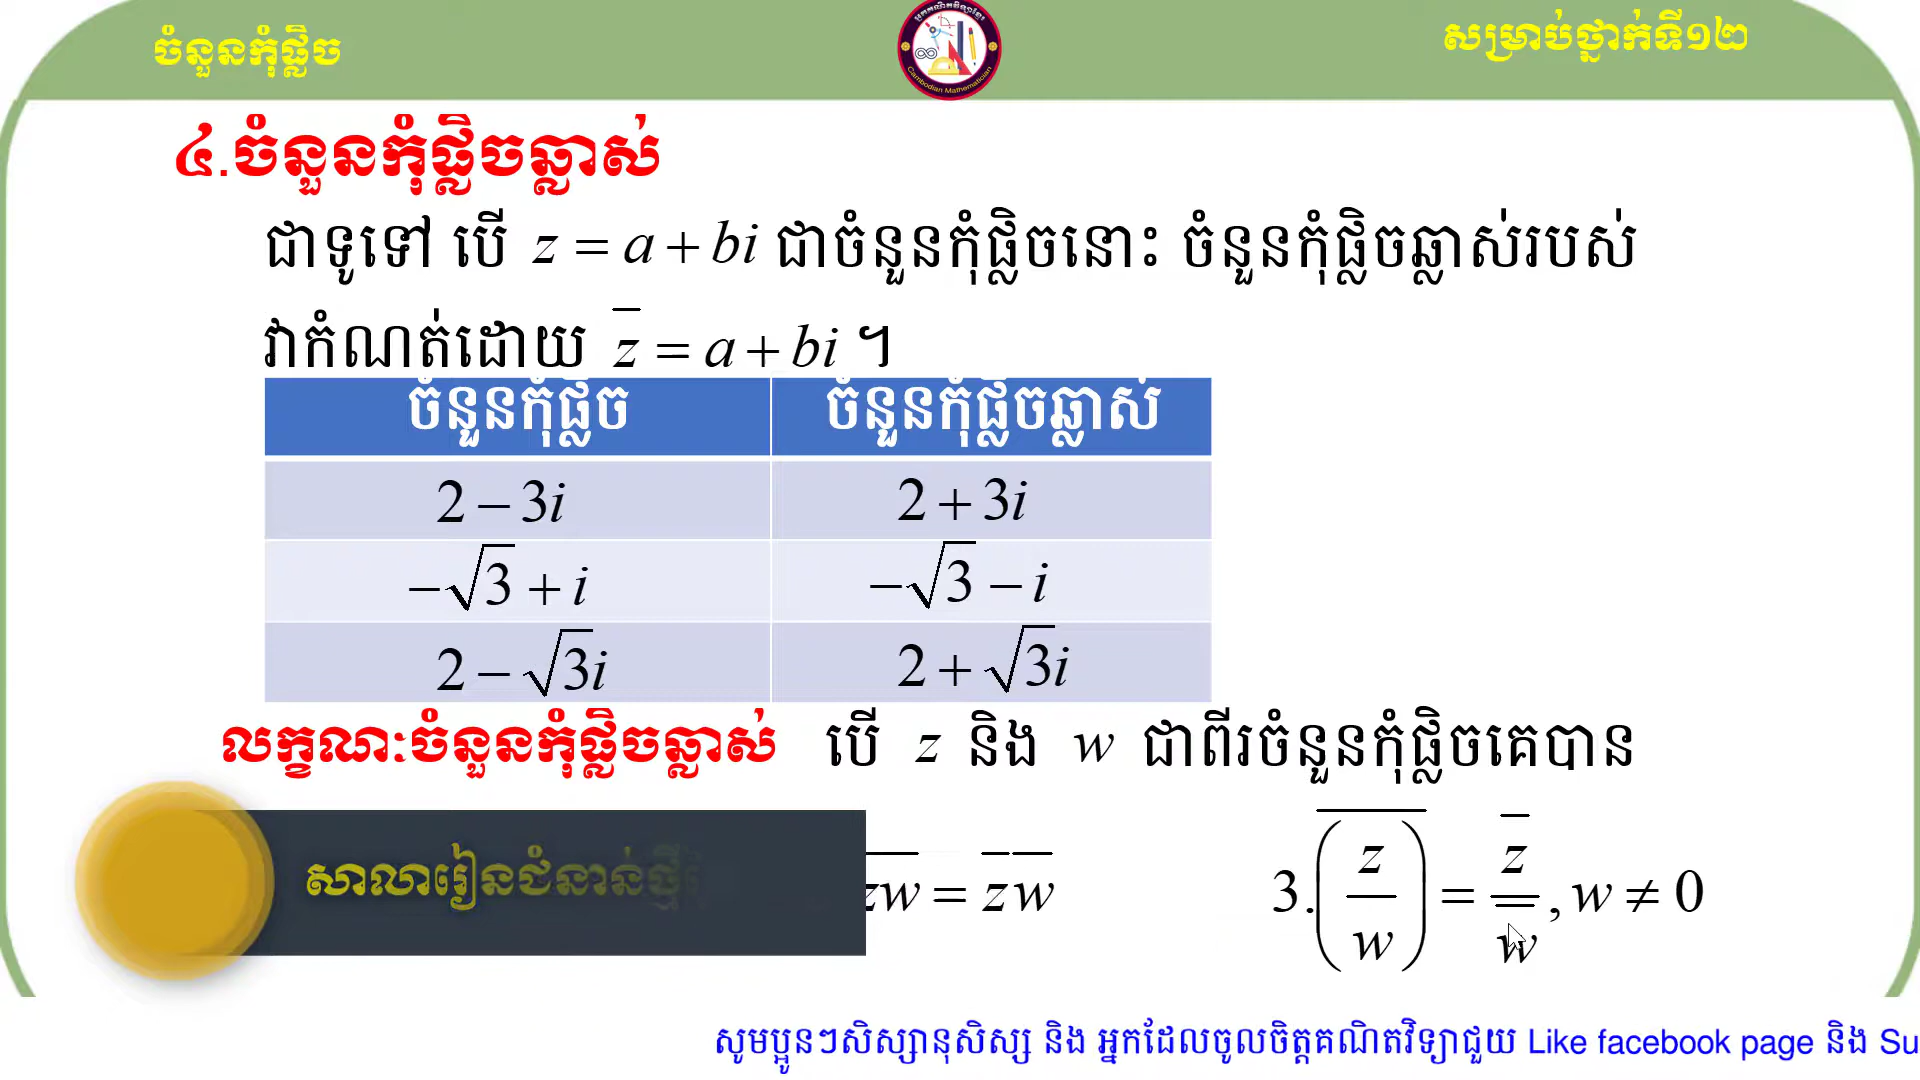 ចំនួនកុំផ្លិច
សម្រាប់ថ្នាក់ទី១២
Cambodian Mathematician
៤.ចំនួនកុំផ្លិចឆ្លាស់
ជាទូទៅ បើ z = a + bi ជាចំនួនកុំផ្លិចនោះ ចំនួនកុំផ្លិចឆ្លាស់របស់
វាកំណត់ដោយ z̅ = a + bi ។
ចំនួនកុំផ្លិច ចំនួនកុំផ្លិចឆ្លាស់
2 − 3i 2 + 3i
−√3 + i −√3 − i
2 − √3i 2 + √3i
លក្ខណៈចំនួនកុំផ្លិចឆ្លាស់ បើ z និង w ជាពីរចំនួនកុំផ្លិចគេបាន
សាលារៀនជំនាន់ថ្មី
z̅w̅ = z̅ w̅ 3. \overline{(z/w)} = z̅/w̅ , w ≠ 0
សូមប្អូនៗសិស្សានុសិស្ស និង អ្នកដែលចូលចិត្តគណិតវិទ្យាជួយ Like facebook page និង Su